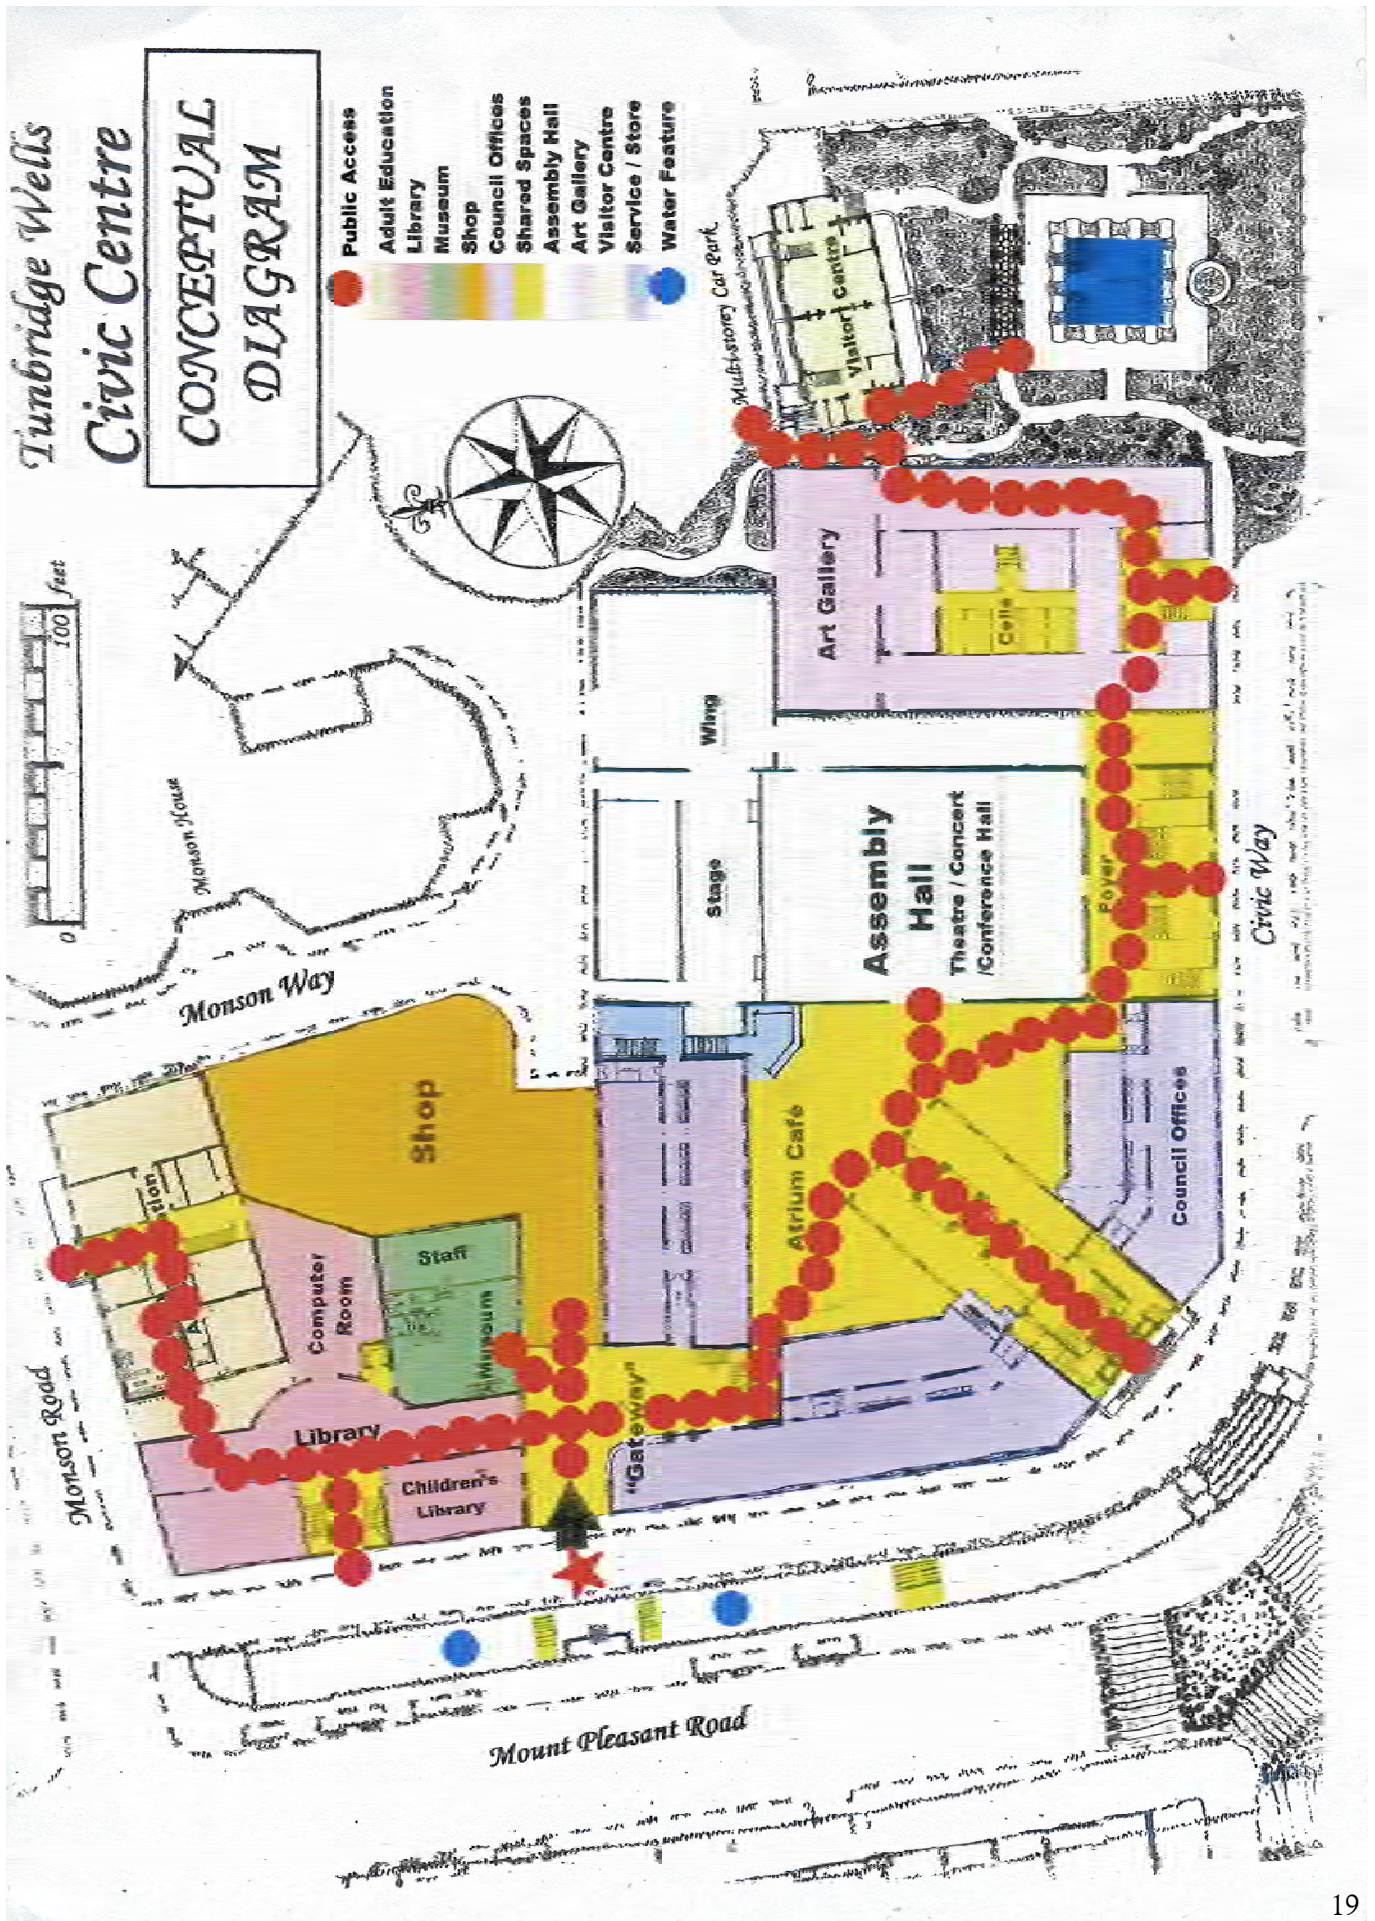 Tunbridge Wells
Civic Centre
CONCEPTUAL
DIAGRAM
Public Access
Adult Education
Library
Museum
Shop
Council Offices
Shared Spaces
Assembly Hall
Art Gallery
Visitor Centre
Service / Store
Water Feature
0
100 feet
Monson House
Monson Way
Monson Road
Multi-storey Car Park
Visitor Centre
Art Gallery
Cells
Wing
Stage
Assembly
Hall
Theatre / Concert
/Conference Hall
Foyer
Civic Way
Shop
Staff
Museum
Computer
Room
Library
Children's
Library
"Gateway"
Atrium Café
Council Offices
Mount Pleasant Road
19